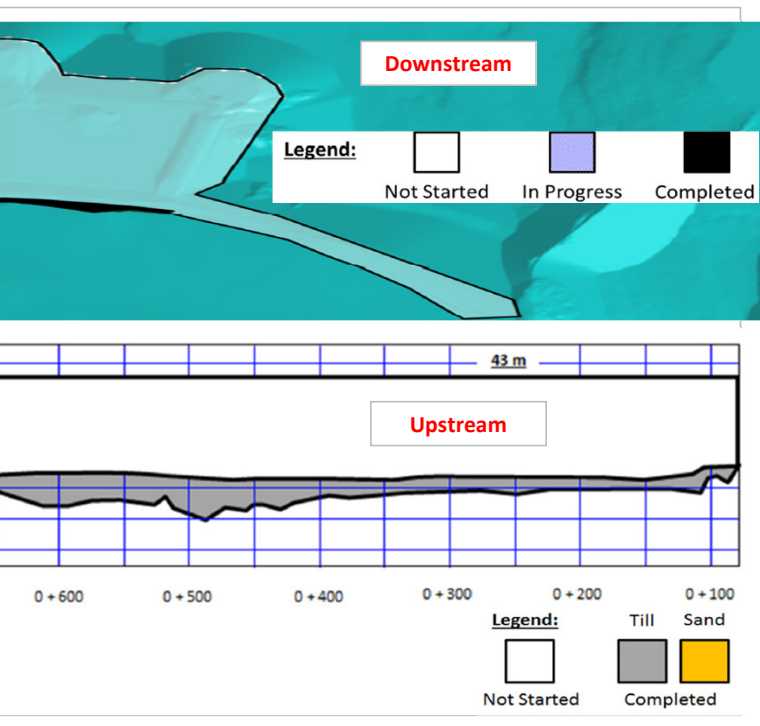 Downstream
Legend:
Not Started In Progress Completed
43 m
Upstream
0 + 600 0 + 500 0 + 400 0 + 300 0 + 200 0 + 100
Legend: Till Sand
Not Started Completed